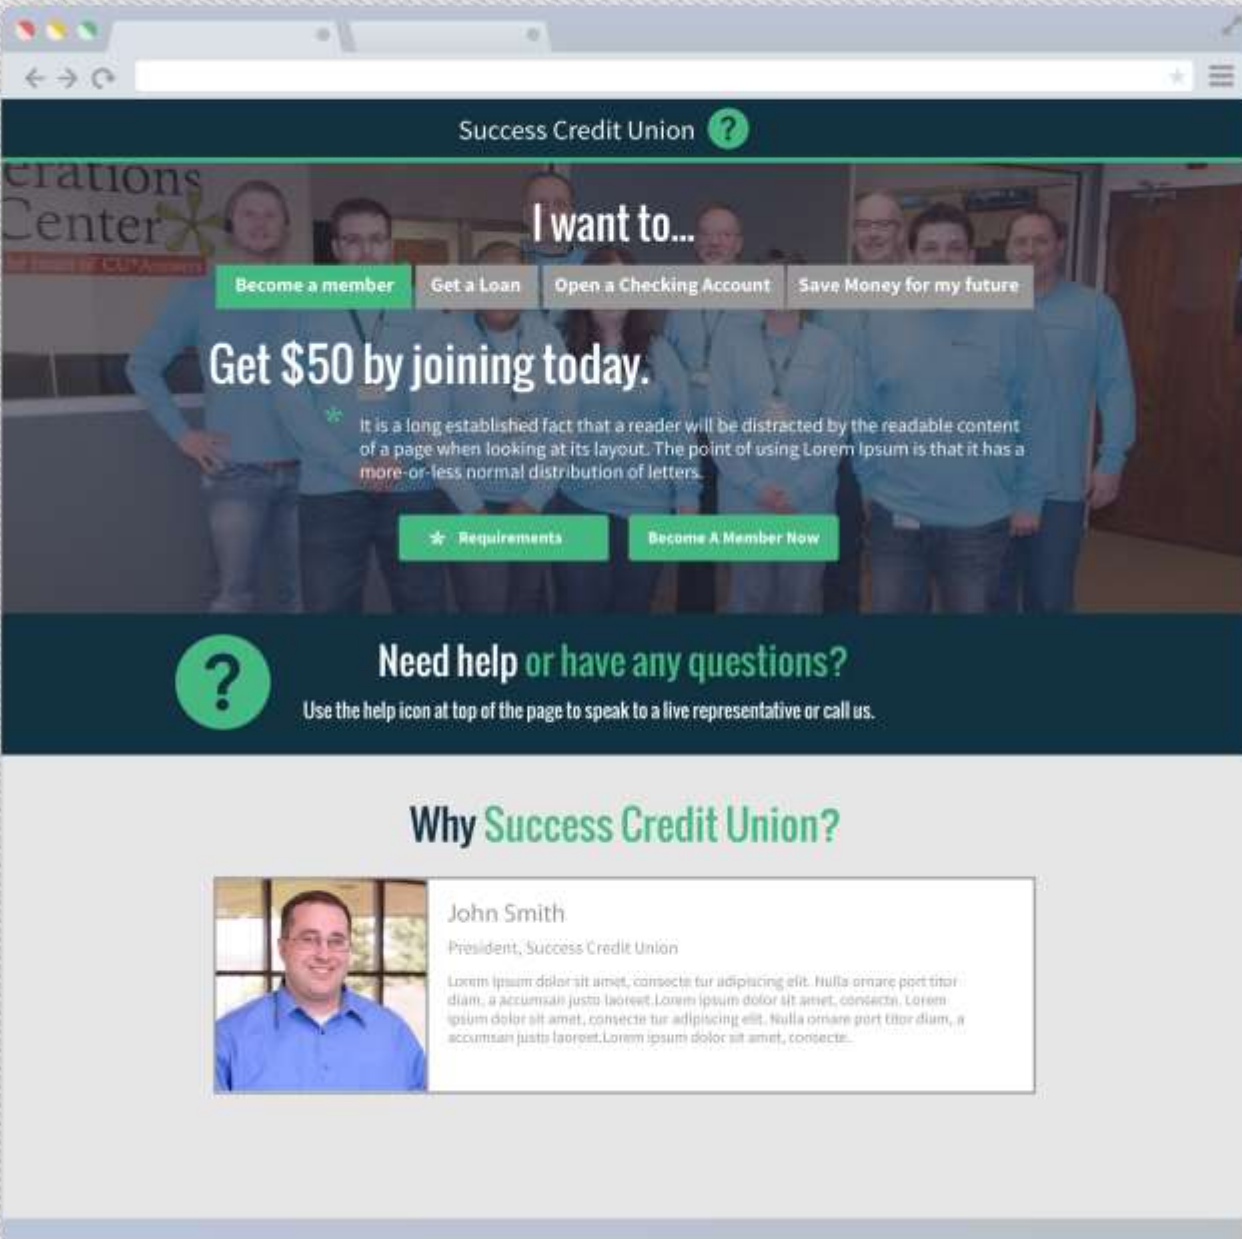 Success Credit Union ?
erations
Center
I want to...
Become a member Get a Loan Open a Checking Account Save Money for my future
Get $50 by joining today.
* It is a long established fact that a reader will be distracted by the readable content
of a page when looking at its layout. The point of using Lorem Ipsum is that it has a
more-or-less normal distribution of letters.
* Requirements Become A Member Now
? Need help or have any questions?
Use the help icon at top of the page to speak to a live representative or call us.
Why Success Credit Union?
John Smith
President, Success Credit Union
Lorem ipsum dolor sit amet, consecte tur adipiscing elit. Nulla ornare port titor
diam, a accumsan justo laoreet.Lorem ipsum dolor sit amet, consecte. Lorem
ipsum dolor sit amet, consecte tur adipiscing elit. Nulla ornare port titor diam, a
accumsan justo laoreet.Lorem ipsum dolor sit amet, consecte..